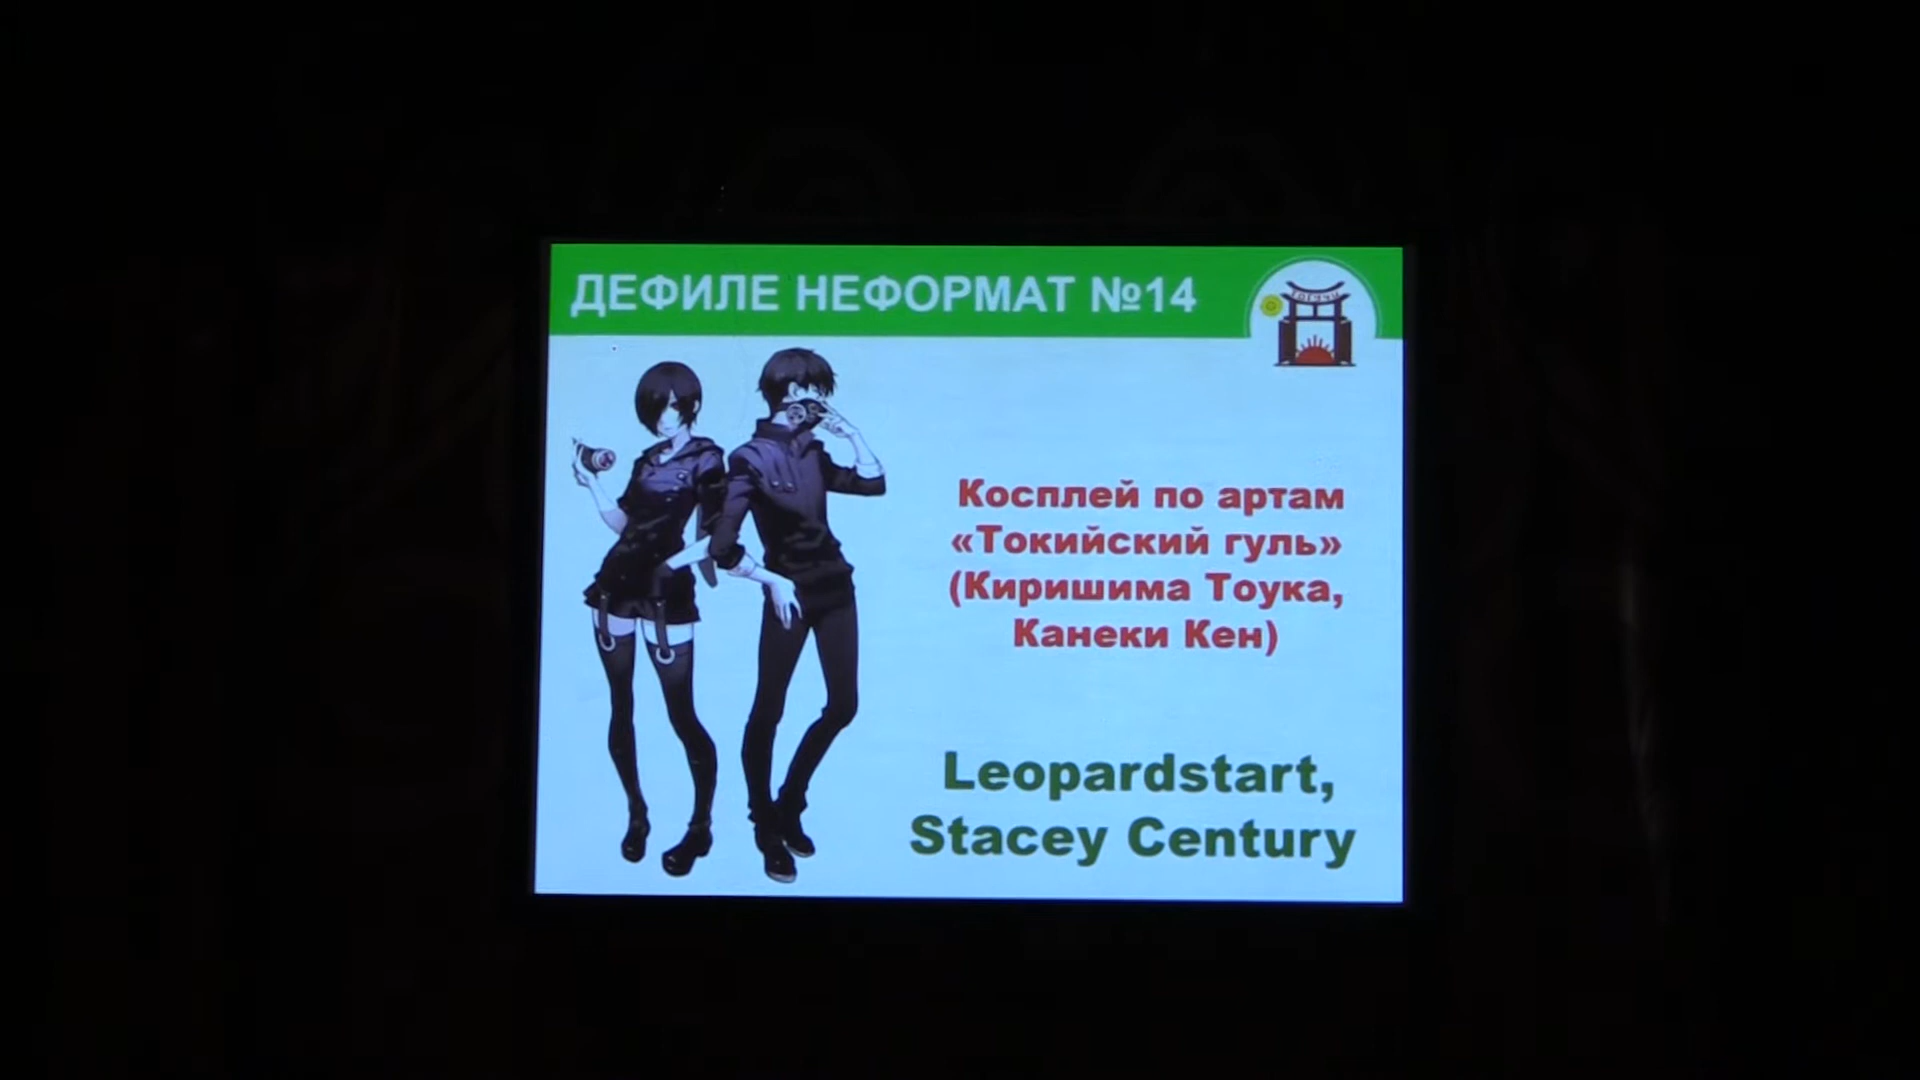 ДЕФИЛЕ НЕФОРМАТ №14
Косплей по артам
«Токийский гуль»
(Киришима Тоука,
Канеки Кен)
Leopardstart,
Stacey Century